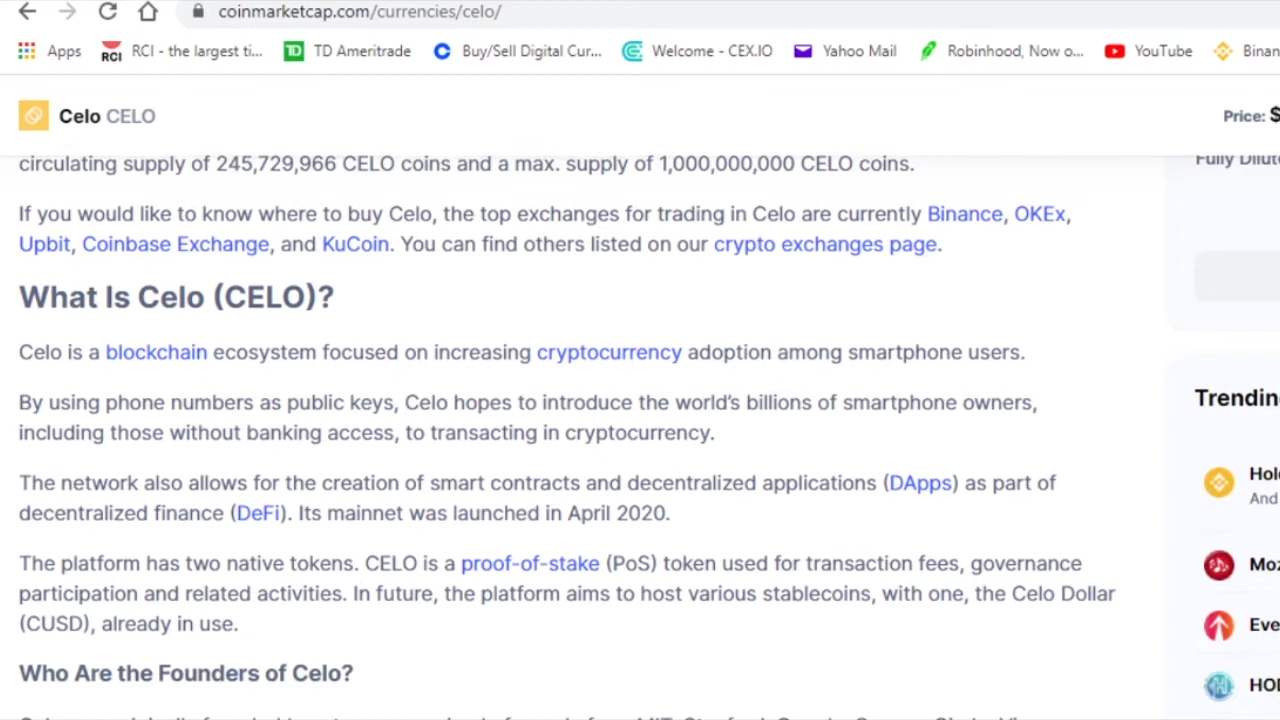 coinmarketcap.com/currencies/celo/
Apps RCI - the largest ti... TD Ameritrade Buy/Sell Digital Cur... Welcome - CEX.IO Yahoo Mail Robinhood, Now o... YouTube Binan
RCI
TD
Celo CELO
Price: $
circulating supply of 245,729,966 CELO coins and a max. supply of 1,000,000,000 CELO coins.
Fully Dilut
If you would like to know where to buy Celo, the top exchanges for trading in Celo are currently Binance, OKEx,
Upbit, Coinbase Exchange, and KuCoin. You can find others listed on our crypto exchanges page.
What Is Celo (CELO)?
Celo is a blockchain ecosystem focused on increasing cryptocurrency adoption among smartphone users.
By using phone numbers as public keys, Celo hopes to introduce the world's billions of smartphone owners,
including those without banking access, to transacting in cryptocurrency.
The network also allows for the creation of smart contracts and decentralized applications (DApps) as part of
decentralized finance (DeFi). Its mainnet was launched in April 2020.
The platform has two native tokens. CELO is a proof-of-stake (PoS) token used for transaction fees, governance
participation and related activities. In future, the platform aims to host various stablecoins, with one, the Celo Dollar
(CUSD), already in use.
Who Are the Founders of Celo?
Trendin
Hol
And
Moz
Eve
HOD